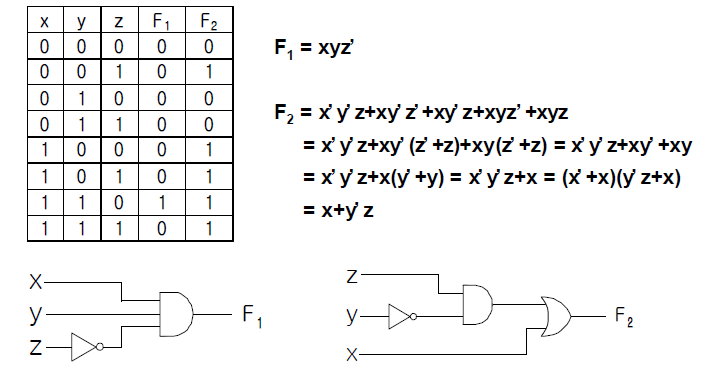 x y z F₁ F₂
0 0 0 0 0
0 0 1 0 1
0 1 0 0 0
0 1 1 0 0
1 0 0 0 1
1 0 1 0 1
1 1 0 1 1
1 1 1 0 1
F₁ = xyz’
F₂ = x’ y’ z+xy’ z’ +xy’ z+xyz’ +xyz
= x’ y’ z+xy’ (z’ +z)+xy(z’ +z) = x’ y’ z+xy’ +xy
= x’ y’ z+x(y’ +y) = x’ y’ z+x = (x’ +x)(y’ z+x)
= x+y’ z
X
y
z
F₁
z
y
X
F₂